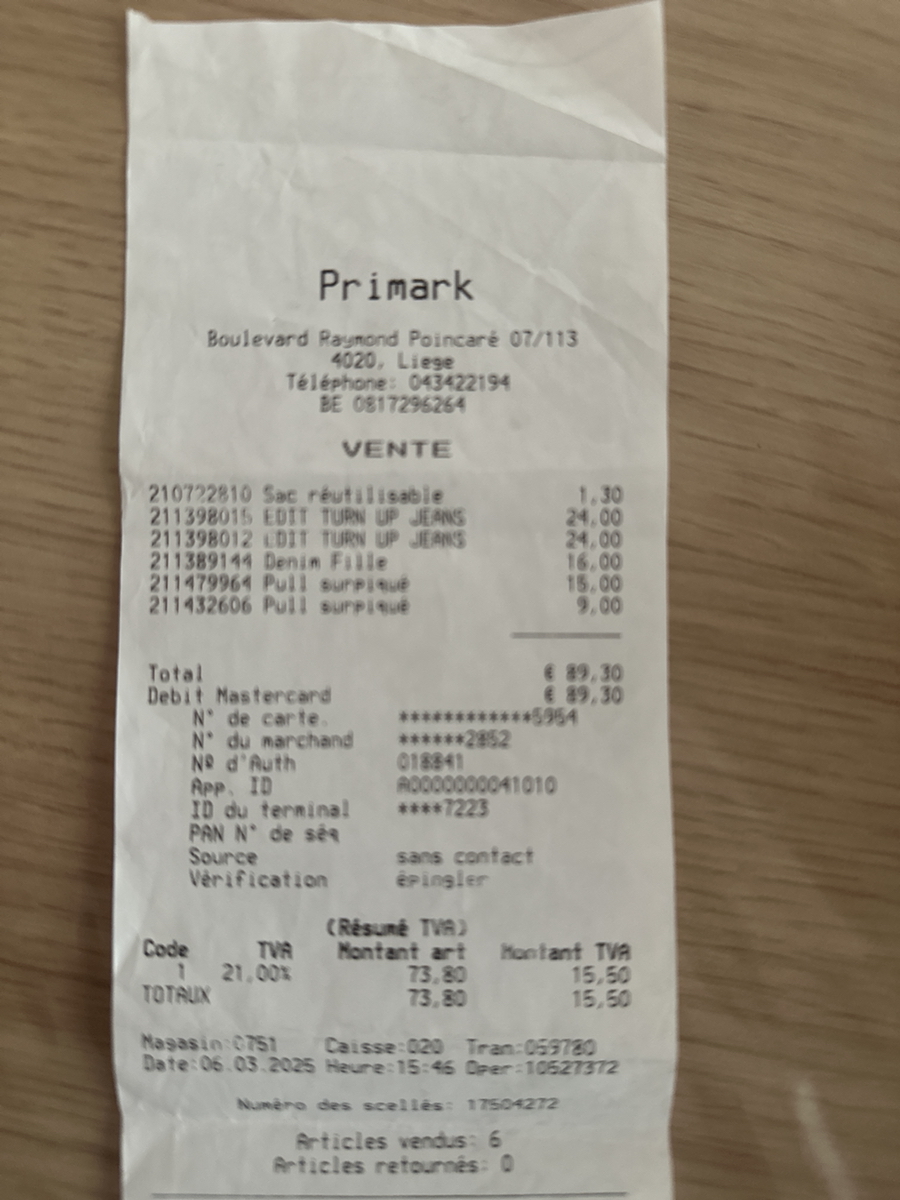 Primark
Boulevard Raymond Poincaré 07/113
4020, Liege
Téléphone: 043422194
BE 0817296264
VENTE
210722810 Sac réutilisable 1,30
211398015 EDIT TURN UP JEANS 24,00
211398012 EDIT TURN UP JEANS 24,00
211389144 Denim Fille 16,00
211479964 Pull surpiqué 15,00
211432606 Pull surpiqué 9,00
Total € 89,30
Debit Mastercard € 89,30
N° de carte. ************5954
N° du marchand ******2852
Nº d'Auth 018841
App. ID A0000000041010
ID du terminal ****7223
PAN N° de séq
Source sans contact
Vérification épingler
(Résumé TVA)
Code TVA Montant art Montant TVA
1 21,00% 73,80 15,50
TOTAUX 73,80 15,50
Magasin:0751 Caisse:020 Tran:059780
Date:06.03.2025 Heure:15:46 Oper:10527372
Numéro des scellés: 17504272
Articles vendus: 6
Articles retournés: 0